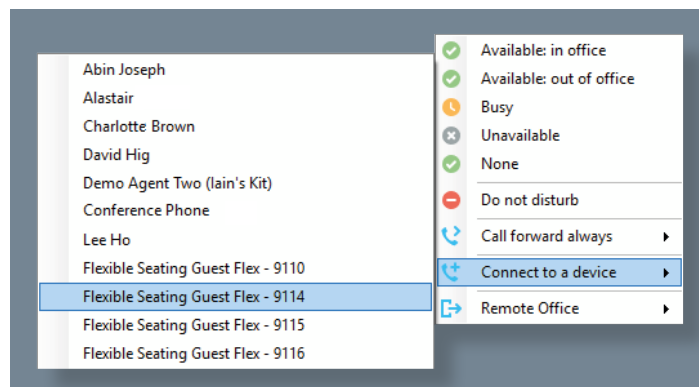 Abin Joseph
Alastair
Charlotte Brown
David Hig
Demo Agent Two (Iain's Kit)
Conference Phone
Lee Ho
Flexible Seating Guest Flex - 9110
Flexible Seating Guest Flex - 9114
Flexible Seating Guest Flex - 9115
Flexible Seating Guest Flex - 9116
Available: in office
Available: out of office
Busy
Unavailable
None
Do not disturb
Call forward always
Connect to a device
Remote Office